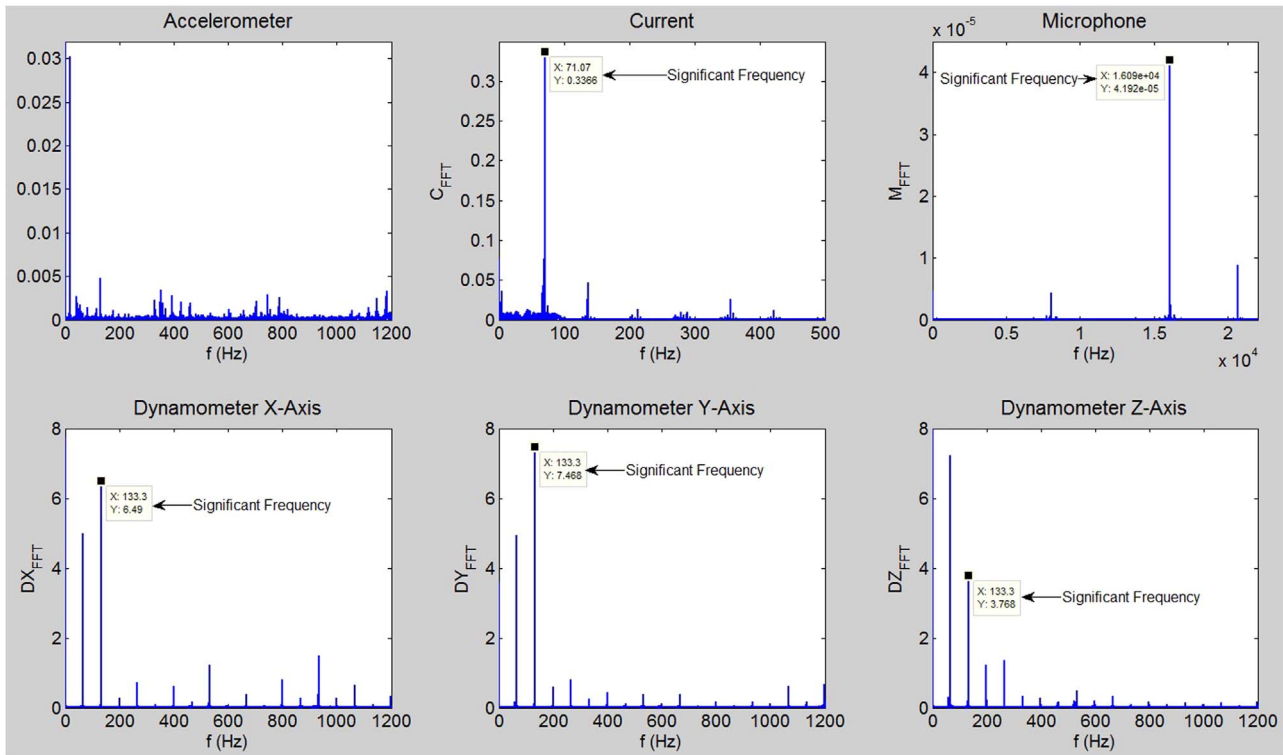 Accelerometer
0.03
0.025
0.02
0.015
0.01
0.005
0
0 200 400 600 800 1000 1200
f (Hz)
Current
C_FFT
0.3
0.25
0.2
0.15
0.1
0.05
0
0 100 200 300 400 500
f (Hz)
X: 71.07
Y: 0.3366
Significant Frequency
Microphone
x 10^-5
M_FFT
4
3
2
1
0
0 0.5 1 1.5 2
x 10^4
f (Hz)
Significant Frequency
X: 1.609e+04
Y: 4.192e-05
Dynamometer X-Axis
DX_FFT
8
6
4
2
0
0 200 400 600 800 1000 1200
f (Hz)
X: 133.3
Y: 6.49
Significant Frequency
Dynamometer Y-Axis
DY_FFT
8
6
4
2
0
0 200 400 600 800 1000 1200
f (Hz)
X: 133.3
Y: 7.468
Significant Frequency
Dynamometer Z-Axis
DZ_FFT
8
6
4
2
0
0 200 400 600 800 1000 1200
f (Hz)
X: 133.3
Y: 3.768
Significant Frequency